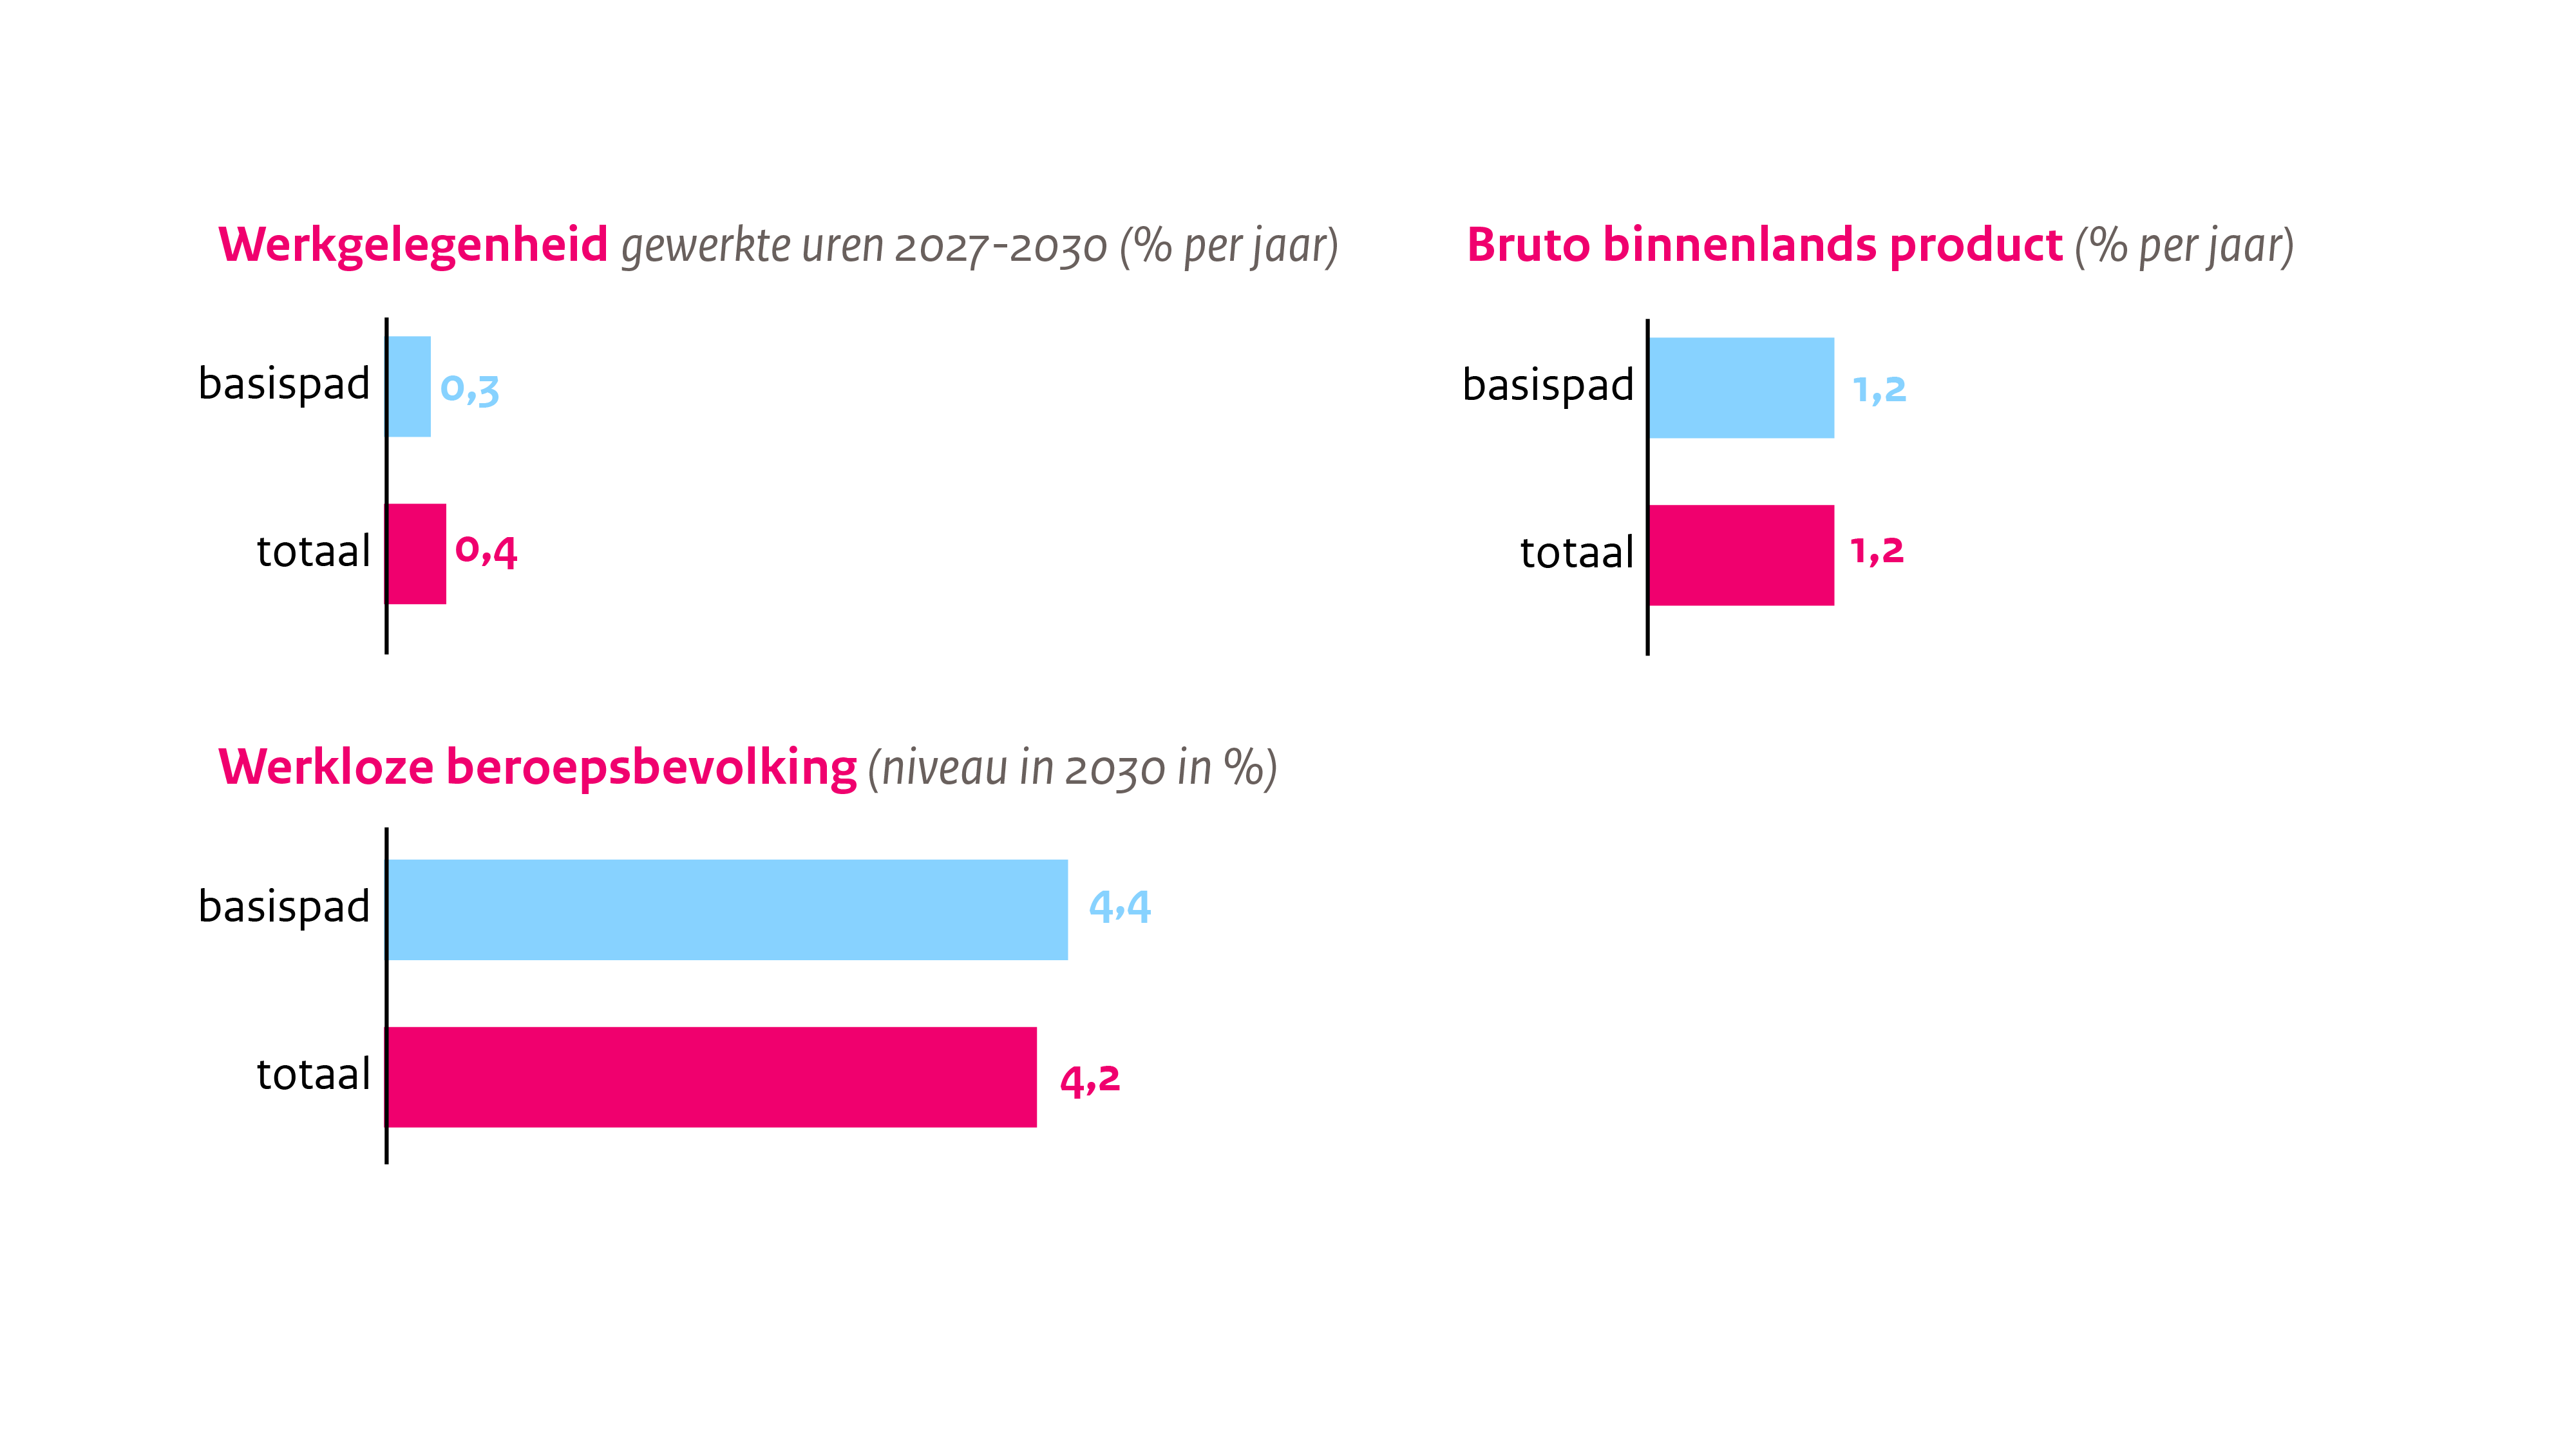 Werkgelegenheid gewerkte uren 2027-2030 (% per jaar)
basispad 0,3
totaal 0,4
Bruto binnenlands product (% per jaar)
basispad 1,2
totaal 1,2
Werkloze beroepsbevolking (niveau in 2030 in %)
basispad 4,4
totaal 4,2